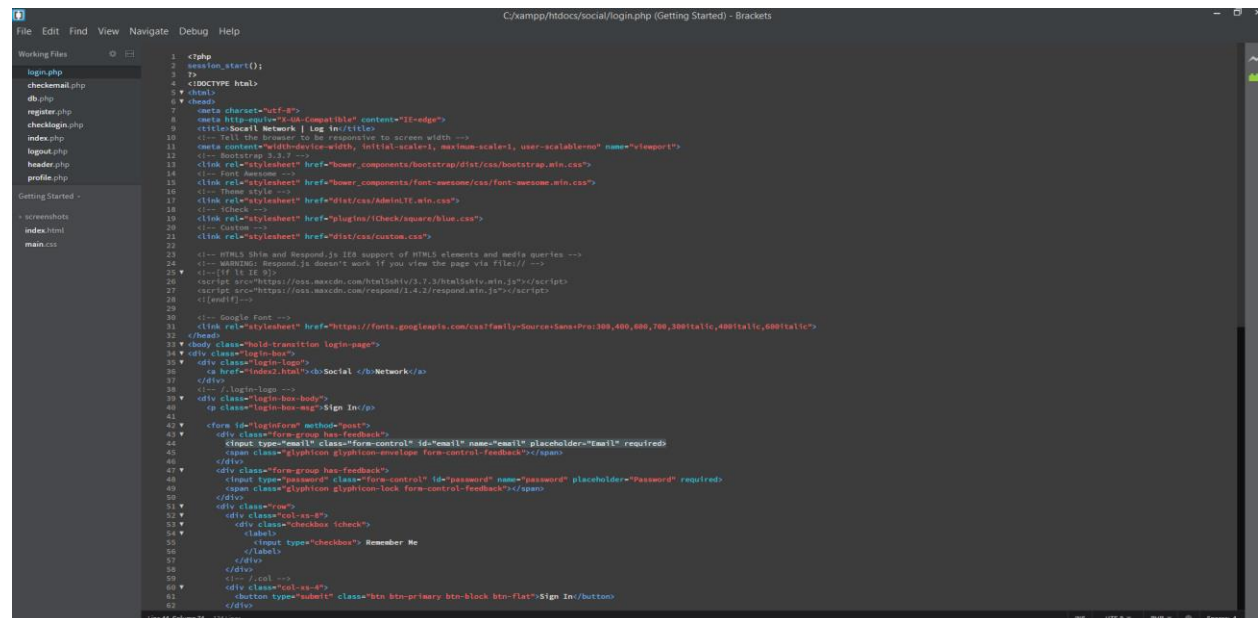 C:/xampp/htdocs/social/login.php (Getting Started) - Brackets
File Edit Find View Navigate Debug Help
Working Files
login.php
checkemail.php
db.php
register.php
checklogin.php
index.php
logout.php
header.php
profile.php
Getting Started
screenshots
index.html
main.css
1 <?php
2 session_start();
3 ?>
4 <!DOCTYPE html>
5 <html>
6 <head>
7 <meta charset="utf-8">
8 <meta http-equiv="X-UA-Compatible" content="IE=edge">
9 <title>Socail Network | Log in</title>
10 <!-- Tell the browser to be responsive to screen width -->
11 <meta content="width=device-width, initial-scale=1, maximum-scale=1, user-scalable=no" name="viewport">
12 <!-- Bootstrap 3.3.7 -->
13 <link rel="stylesheet" href="bower_components/bootstrap/dist/css/bootstrap.min.css">
14 <!-- Font Awesome -->
15 <link rel="stylesheet" href="bower_components/font-awesome/css/font-awesome.min.css">
16 <!-- Theme style -->
17 <link rel="stylesheet" href="dist/css/AdminLTE.min.css">
18 <!-- iCheck -->
19 <link rel="stylesheet" href="plugins/iCheck/square/blue.css">
20 <!-- Custom -->
21 <link rel="stylesheet" href="dist/css/custom.css">
22
23 <!-- HTML5 Shim and Respond.js IE8 support of HTML5 elements and media queries -->
24 <!-- WARNING: Respond.js doesn't work if you view the page via file:// -->
25 <!--[if lt IE 9]>
26 <script src="https://oss.maxcdn.com/html5shiv/3.7.3/html5shiv.min.js"></script>
27 <script src="https://oss.maxcdn.com/respond/1.4.2/respond.min.js"></script>
28 <![endif]-->
29
30 <!-- Google Font -->
31 <link rel="stylesheet" href="https://fonts.googleapis.com/css?family=Source+Sans+Pro:300,400,600,700,300italic,400italic,600italic">
32 </head>
33 <body class="hold-transition login-page">
34 <div class="login-box">
35 <div class="login-logo">
36 <a href="index2.html"><b>Social </b>Network</a>
37 </div>
38 <!-- /.login-logo -->
39 <div class="login-box-body">
40 <p class="login-box-msg">Sign In</p>
41
42 <form id="loginForm" method="post">
43 <div class="form-group has-feedback">
44 <input type="email" class="form-control" id="email" name="email" placeholder="Email" required>
45 <span class="glyphicon glyphicon-envelope form-control-feedback"></span>
46 </div>
47 <div class="form-group has-feedback">
48 <input type="password" class="form-control" id="password" name="password" placeholder="Password" required>
49 <span class="glyphicon glyphicon-lock form-control-feedback"></span>
50 </div>
51 <div class="row">
52 <div class="col-xs-8">
53 <div class="checkbox icheck">
54 <label>
55 <input type="checkbox"> Remember Me
56 </label>
57 </div>
58 </div>
59 <!-- /.col -->
60 <div class="col-xs-4">
61 <button type="submit" class="btn btn-primary btn-block btn-flat">Sign In</button>
62 </div>